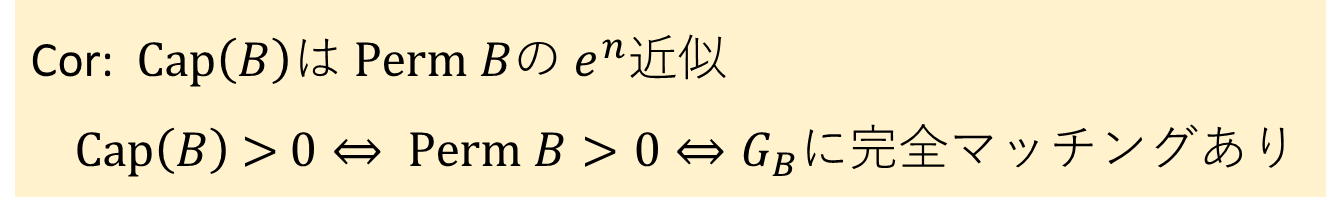 Cor: Cap(B)は Perm Bの eⁿ近似
Cap(B) > 0 ⇔ Perm B > 0 ⇔ G_Bに完全マッチングあり